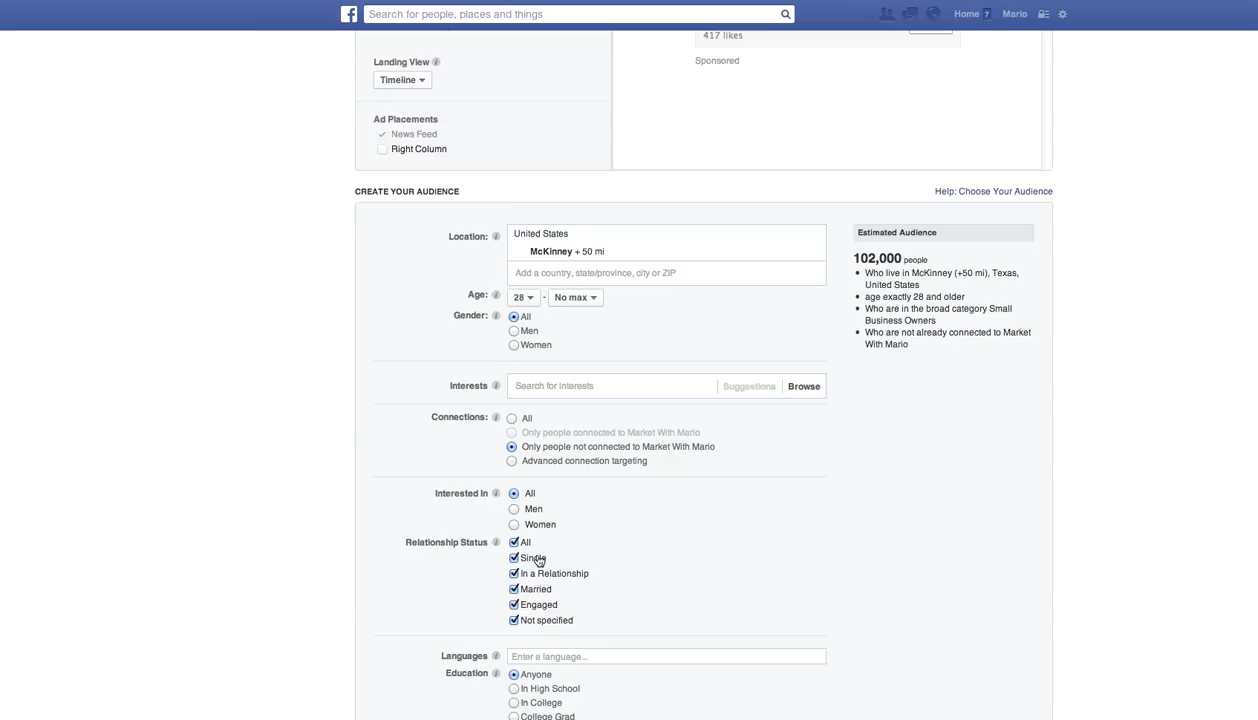 Search for people, places and things
Home 7 Mario
417 likes
Sponsored
Landing View
Timeline
Ad Placements
News Feed
Right Column
CREATE YOUR AUDIENCE
Help: Choose Your Audience
Location:
United States
McKinney + 50 mi
Add a country, state/province, city or ZIP
Age: 28 - No max
Gender: All
Men
Women
Interests Search for interests Suggestions Browse
Connections: All
Only people connected to Market With Mario
Only people not connected to Market With Mario
Advanced connection targeting
Interested In All
Men
Women
Relationship Status All
Single
In a Relationship
Married
Engaged
Not specified
Languages Enter a language...
Education Anyone
In High School
In College
College Grad
Estimated Audience
102,000 people
• Who live in McKinney (+50 mi), Texas,
United States
• age exactly 28 and older
• Who are in the broad category Small
Business Owners
• Who are not already connected to Market
With Mario